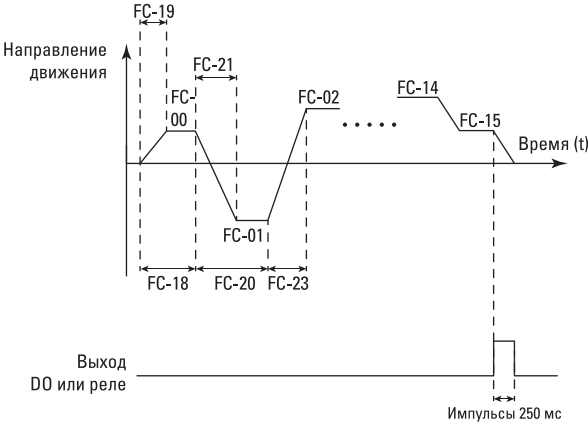 FC-19
Направление
движения
FC-21
FC-
00
FC-02
FC-14
FC-15
Время (t)
FC-01
FC-18
FC-20
FC-23
Выход
DO или реле
Импульсы 250 мс